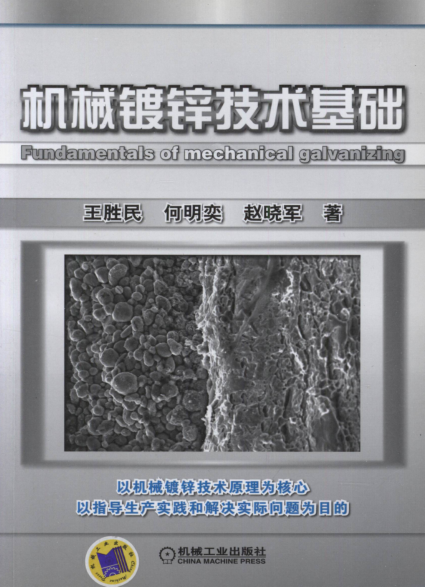 机械镀锌技术基础
Fundamentals of mechanical galvanizing
王胜民 何明奕 赵晓军 著
以机械镀锌技术原理为核心
以指导生产实践和解决实际问题为目的
机械工业出版社
CHINA MACHINE PRESS